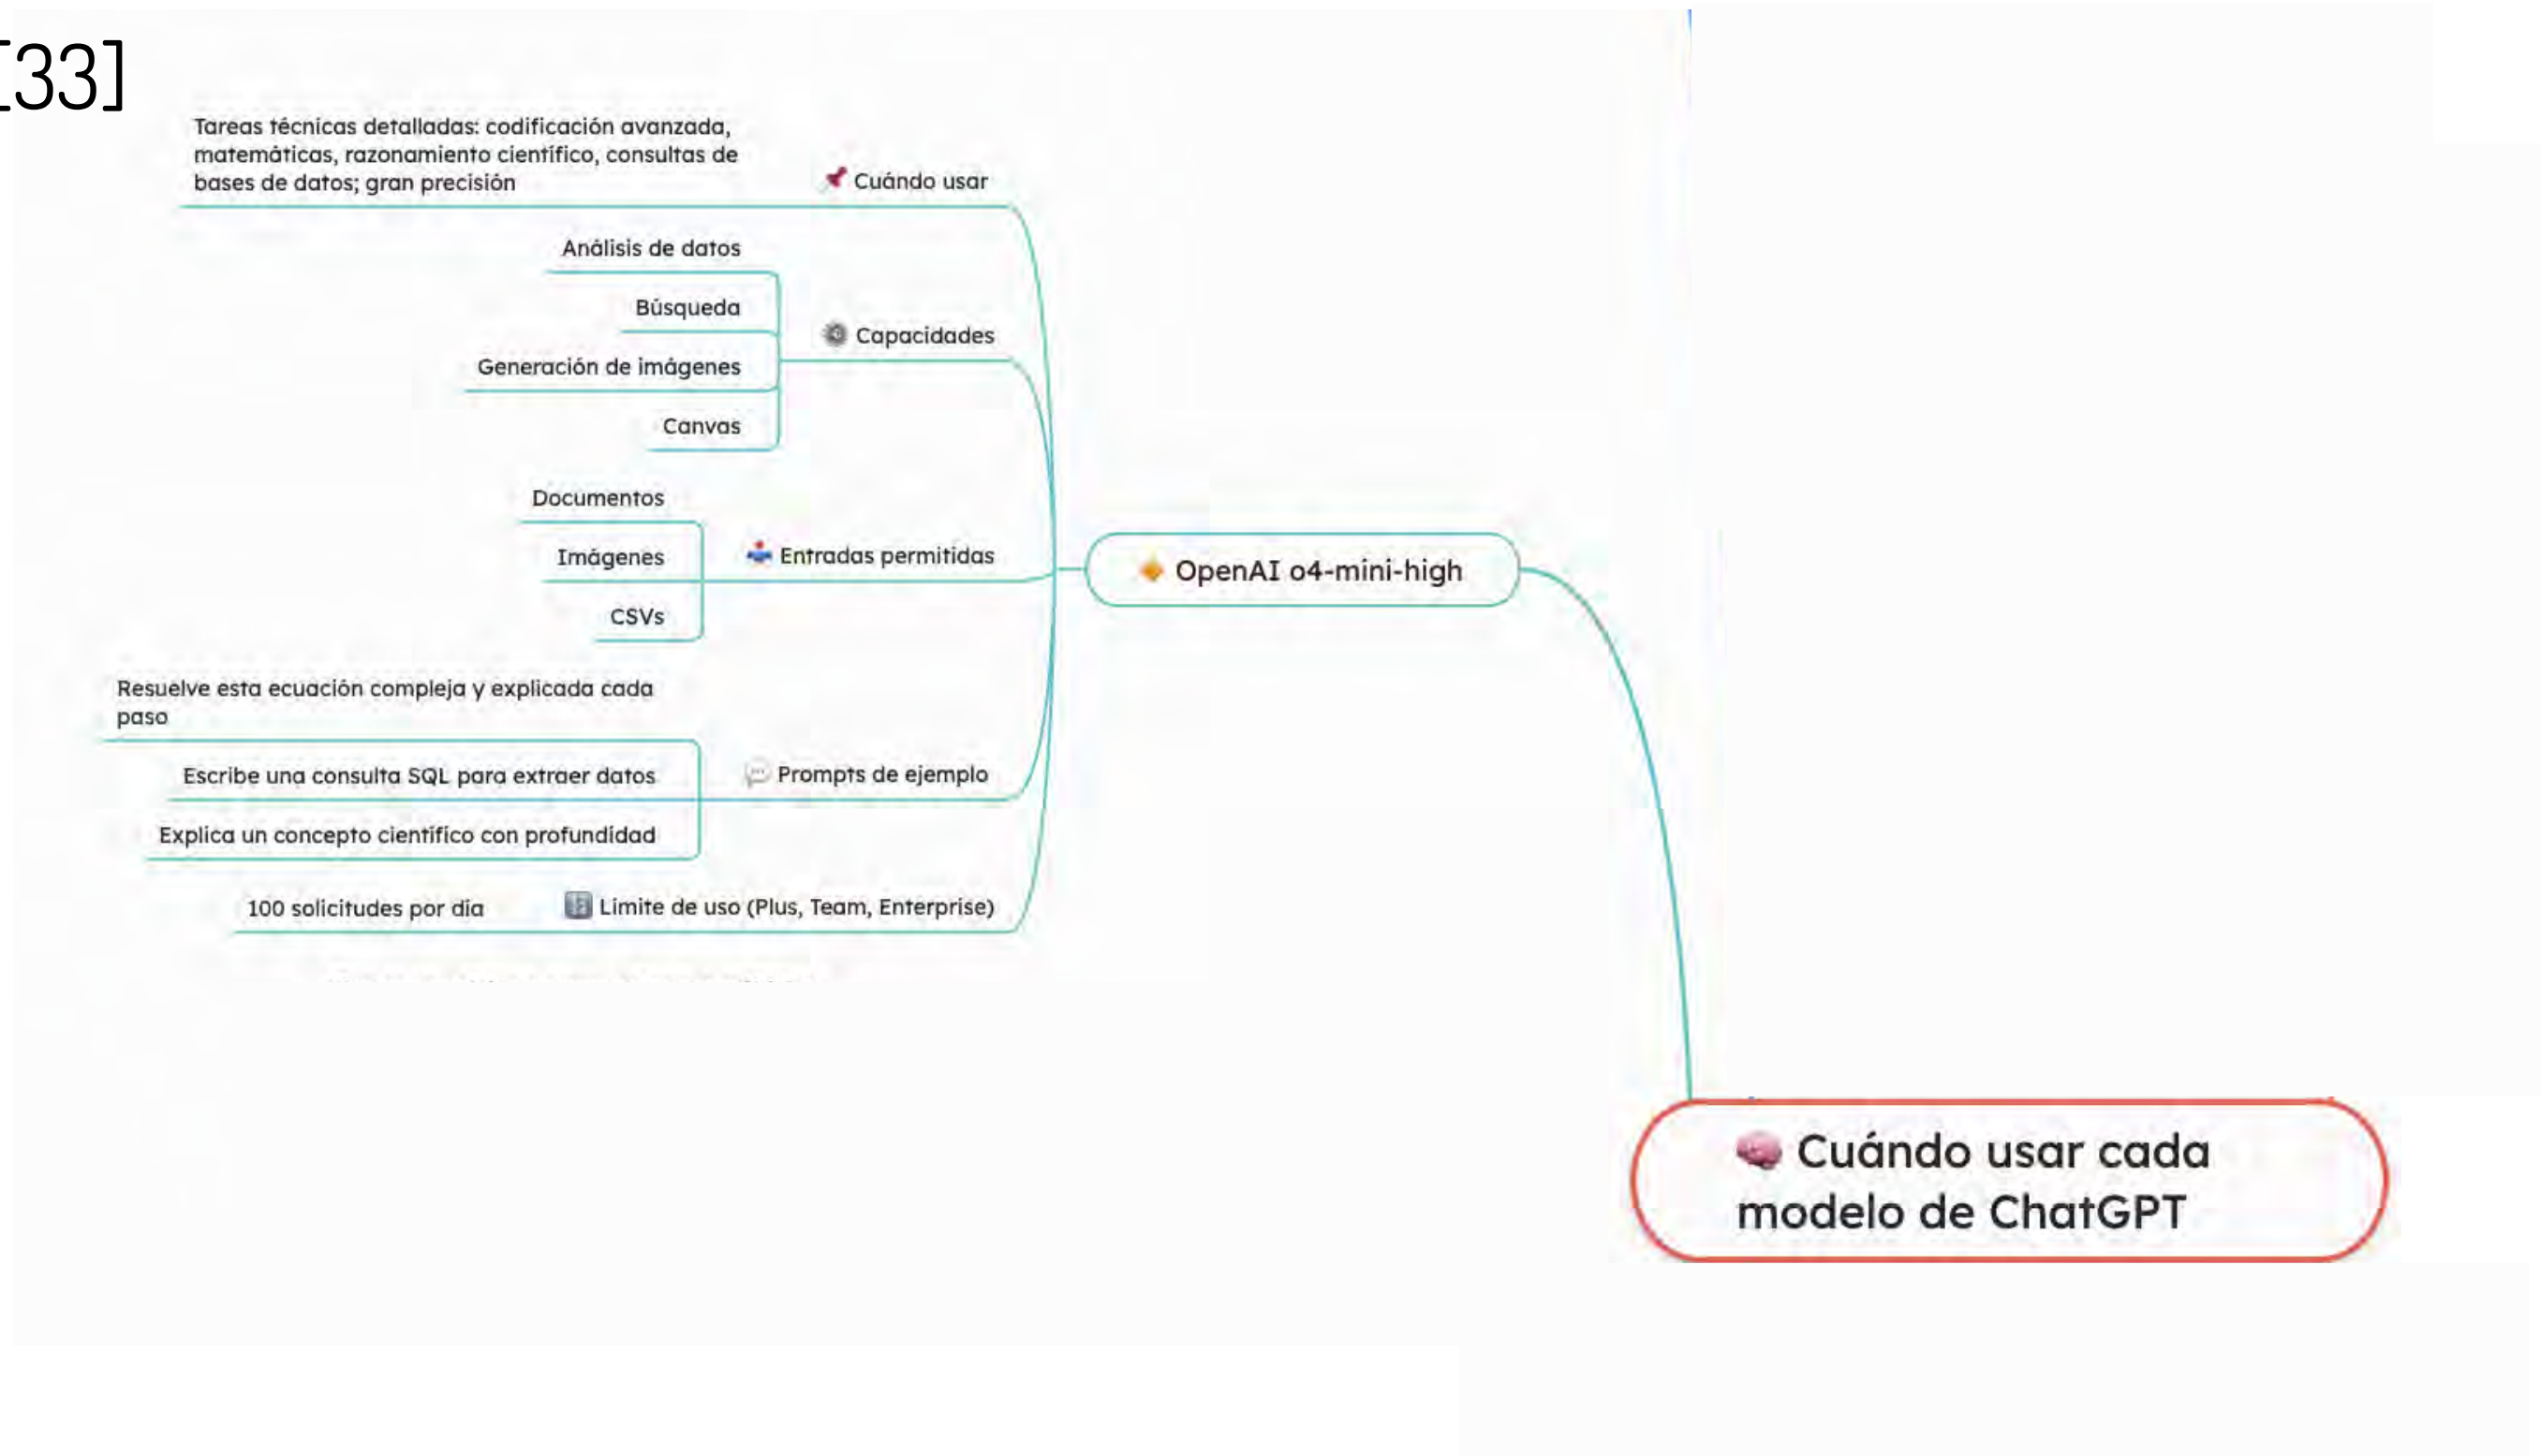 [33]
Tareas técnicas detalladas: codificación avanzada,
matemáticas, razonamiento científico, consultas de
bases de datos; gran precisión
📌 Cuándo usar
Análisis de datos
Búsqueda
Generación de imágenes
Canvas
⚙️ Capacidades
Documentos
Imágenes
CSVs
📥 Entradas permitidas
Resuelve esta ecuación compleja y explicada cada
paso
Escribe una consulta SQL para extraer datos
Explica un concepto científico con profundidad
💬 Prompts de ejemplo
100 solicitudes por día
🔢 Límite de uso (Plus, Team, Enterprise)
🔸 OpenAI o4-mini-high
🧠 Cuándo usar cada
modelo de ChatGPT